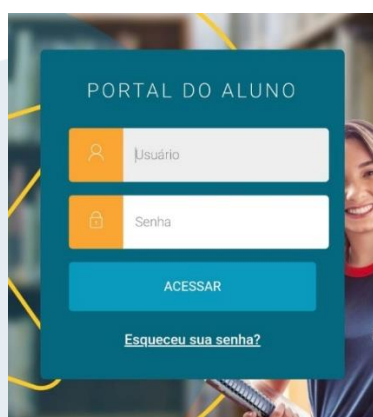 PORTAL DO ALUNO
Usuário
Senha
ACESSAR
Esqueceu sua senha?